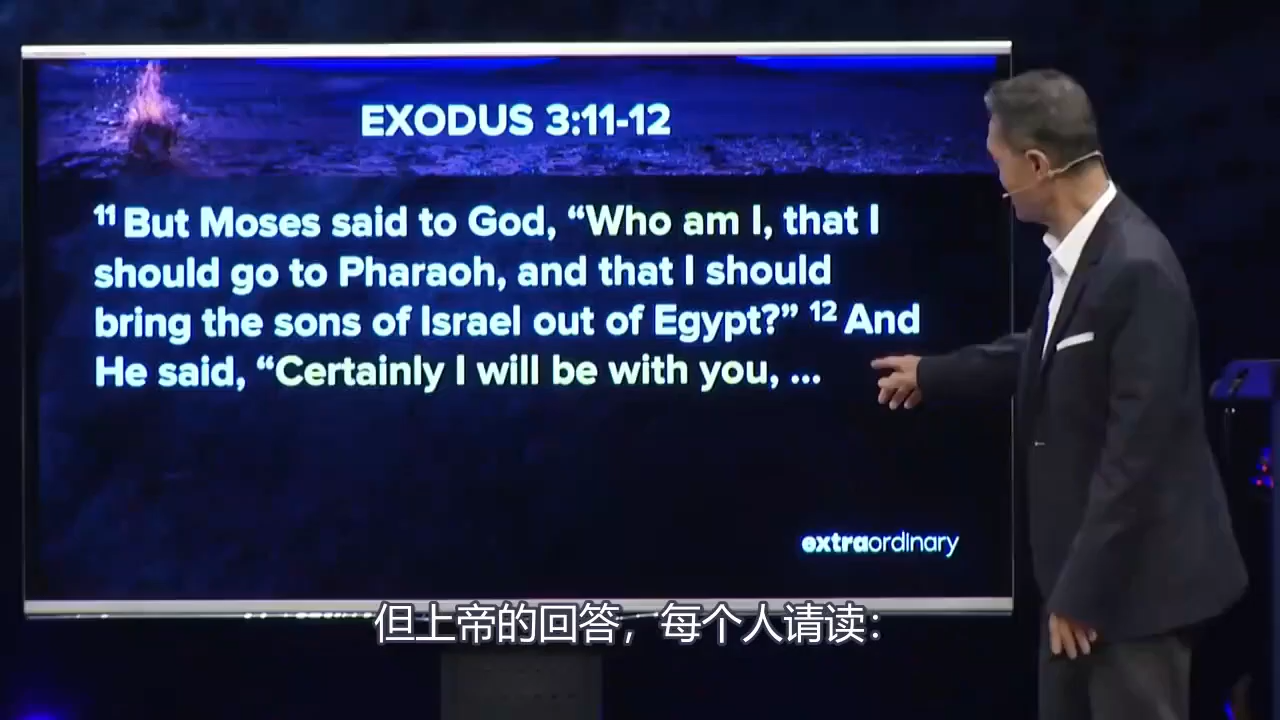 EXODUS 3:11-12
¹¹ But Moses said to God, “Who am I, that I
should go to Pharaoh, and that I should
bring the sons of Israel out of Egypt?” ¹² And
He said, “Certainly I will be with you, ...
extraordinary
但上帝的回答，每个人请读：